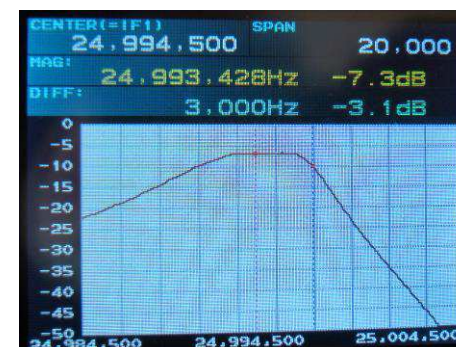 CENTER(=IF1) SPAN
24,994,500 20,000
MAG:
24,993,428Hz -7.3dB
DIFF:
3,000Hz -3.1dB
0
-5
-10
-15
-20
-25
-30
-35
-40
-45
-50
24,984,500 24,994,500 25,004,500